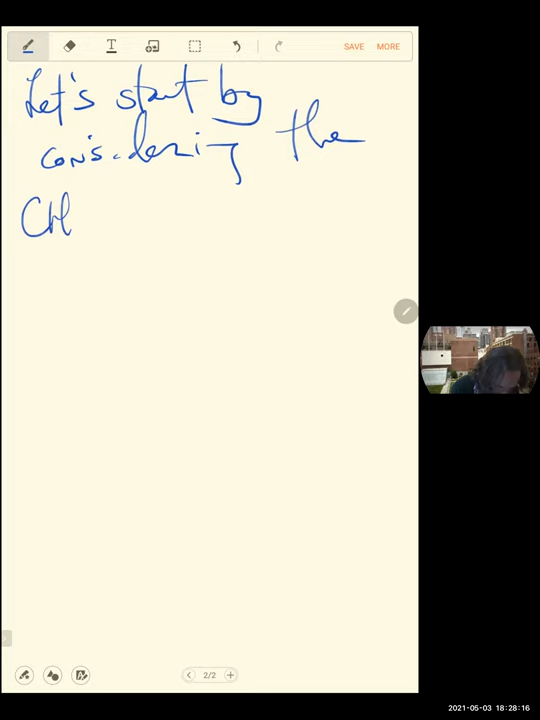 SAVE MORE
Let's start by
considering the
CH
2/2
2021-05-03 18:28:16